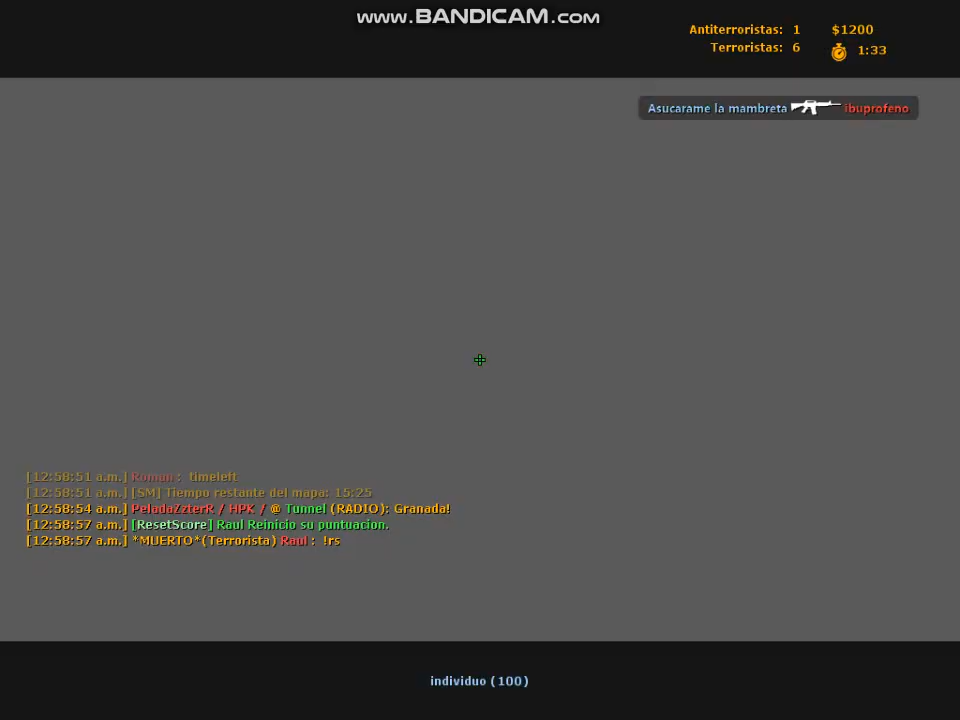 www.BANDICAM.com
Antiterroristas: 1 $1200
Terroristas: 6 1:33
Asucarame la mambreta ibuprofeno
[12:58:51 a.m.] Roman : timeleft
[12:58:51 a.m.] [SM] Tiempo restante del mapa: 15:25
[12:58:54 a.m.] PeladaZzterR / HPK / @ Tunnel (RADIO): Granada!
[12:58:57 a.m.] [ResetScore] Raul Reinicio su puntuacion.
[12:58:57 a.m.] *MUERTO*(Terrorista) Raul : !rs
individuo (100)